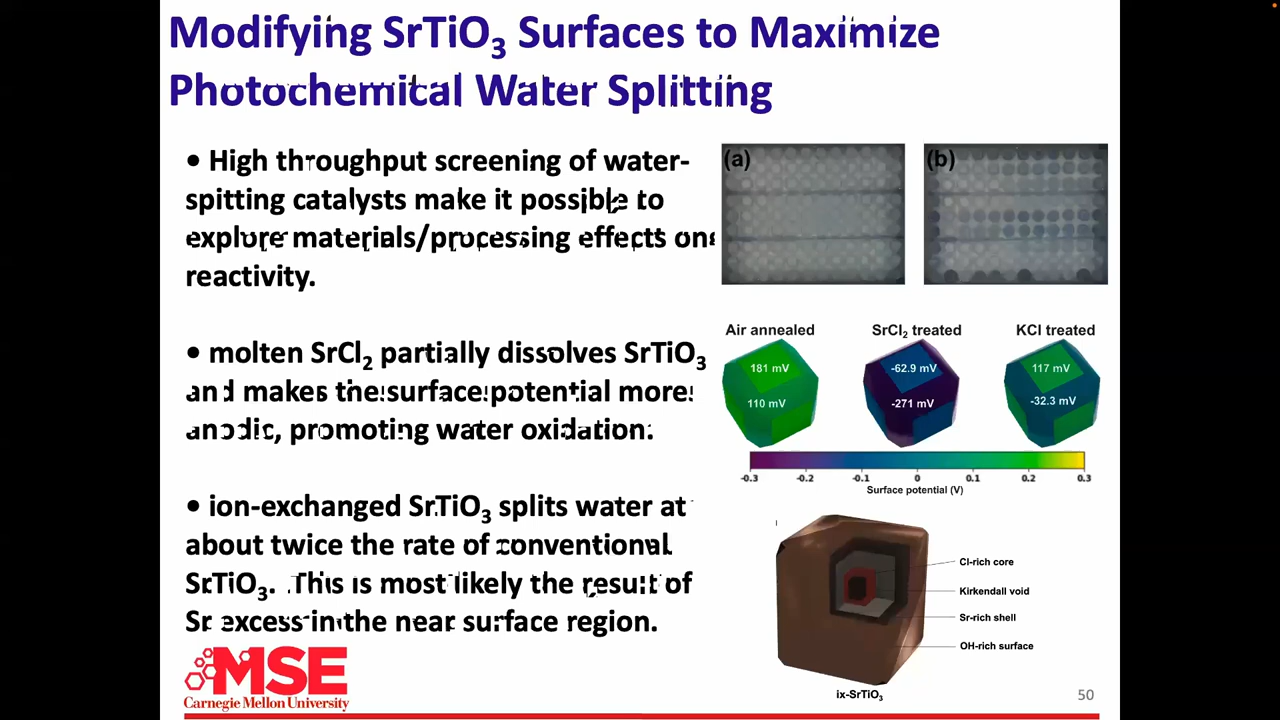 Modifying SrTiO₃ Surfaces to Maximize
Photochemical Water Splitting
• High throughput screening of water-
spitting catalysts make it possible to
explore materials/processing effects on
reactivity.
• molten SrCl₂ partially dissolves SrTiO₃
and makes the surface potential more
anodic, promoting water oxidation.
• ion-exchanged SrTiO₃ splits water at
about twice the rate of conventional
SrTiO₃. This is most likely the result of
Sr excess in the near surface region.
(a)
(b)
Air annealed
SrCl₂ treated
KCl treated
181 mV
110 mV
-62.9 mV
-271 mV
117 mV
-32.3 mV
-0.3 -0.2 -0.1 0 0.1 0.2 0.3
Surface potential (V)
Cl-rich core
Kirkendall void
Sr-rich shell
OH-rich surface
ix-SrTiO₃
MSE
Carnegie Mellon University
50